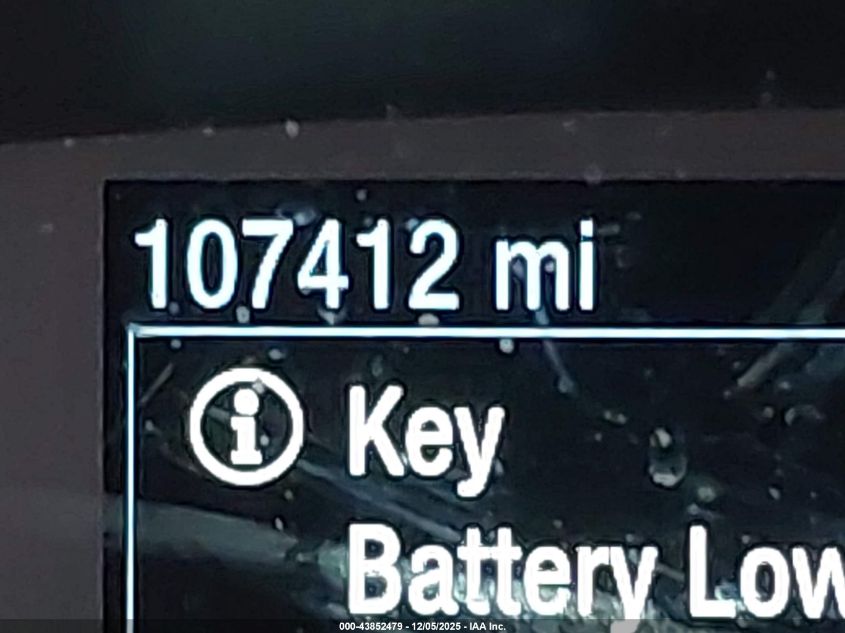 107412 mi
i Key
Battery Low
000-43852479 - 12/05/2025 - IAA Inc.